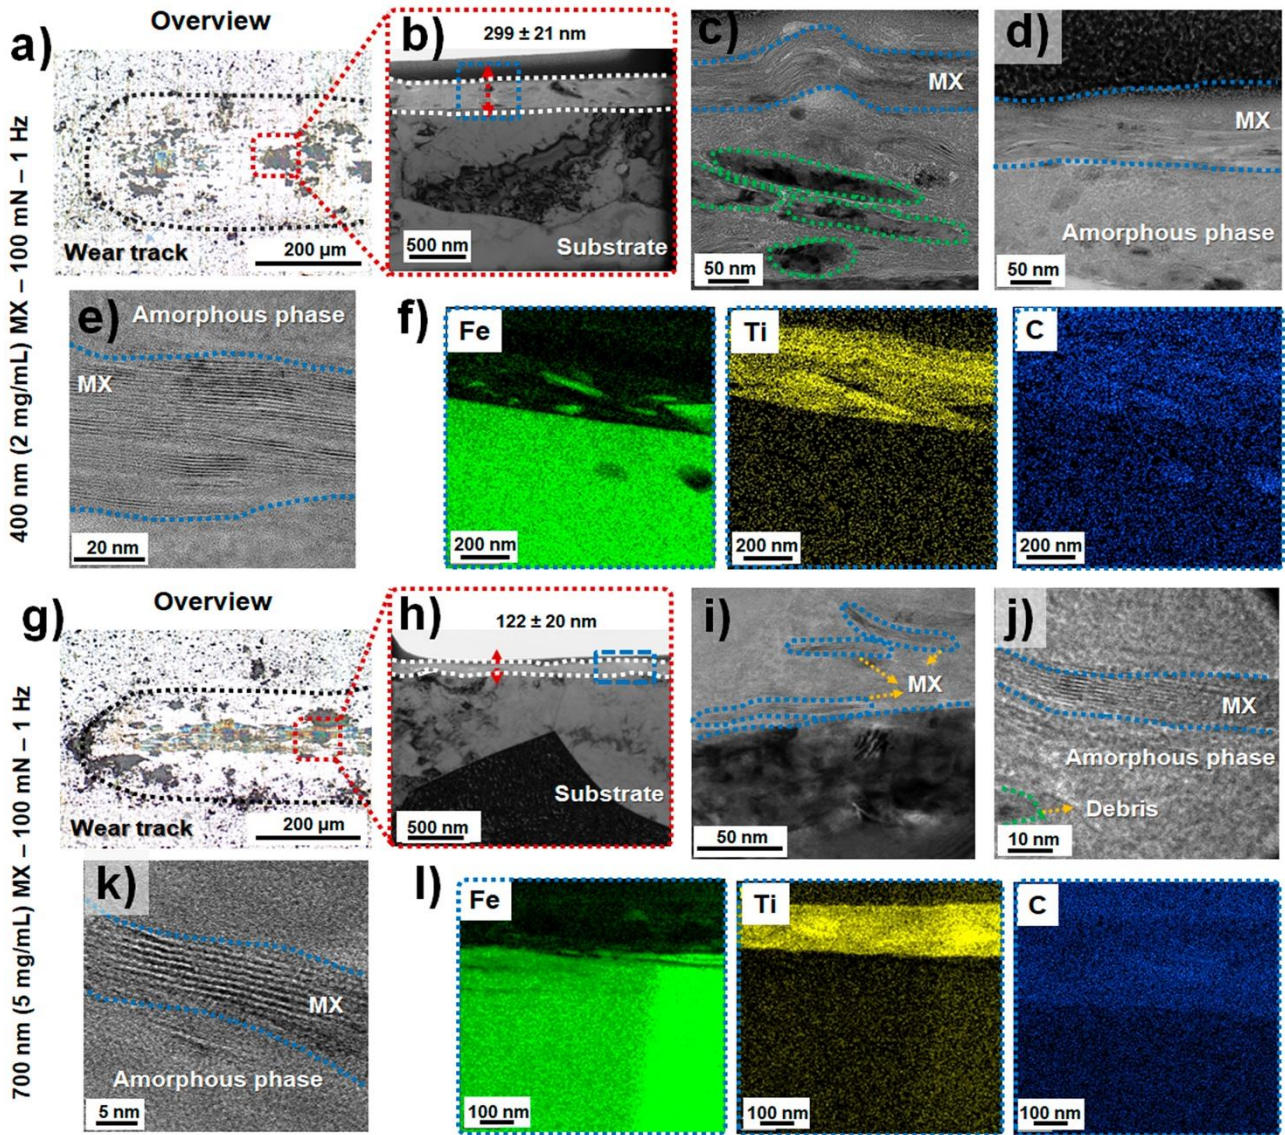 Overview
a)
b)
299 ± 21 nm
c)
d)
MX
MX
Amorphous phase
Wear track
200 µm
500 nm
Substrate
50 nm
50 nm
400 nm (2 mg/mL) MX – 100 mN – 1 Hz
e)
Amorphous phase
MX
20 nm
f)
Fe
Ti
C
200 nm
200 nm
200 nm
Overview
g)
h)
122 ± 20 nm
i)
j)
MX
MX
Amorphous phase
Debris
Wear track
200 µm
500 nm
Substrate
50 nm
10 nm
700 nm (5 mg/mL) MX – 100 mN – 1 Hz
k)
MX
Amorphous phase
5 nm
l)
Fe
Ti
C
100 nm
100 nm
100 nm